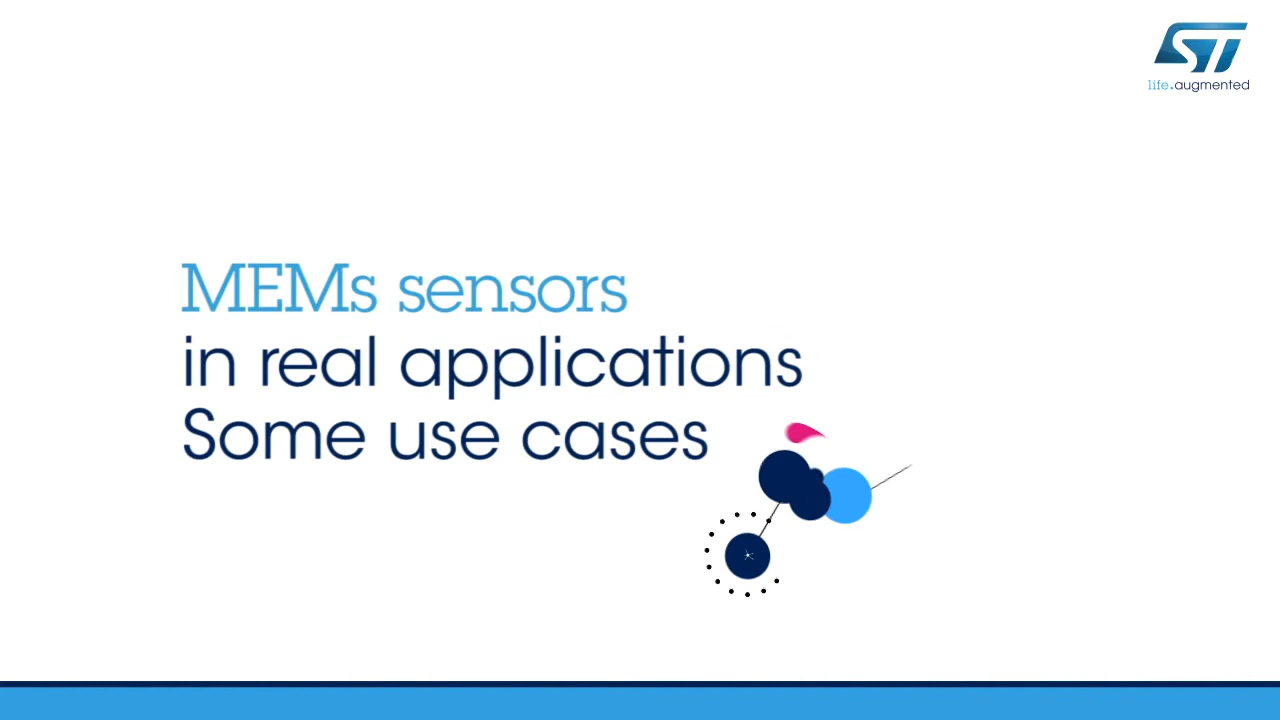 ST
life.augmented
MEMs sensors
in real applications
Some use cases